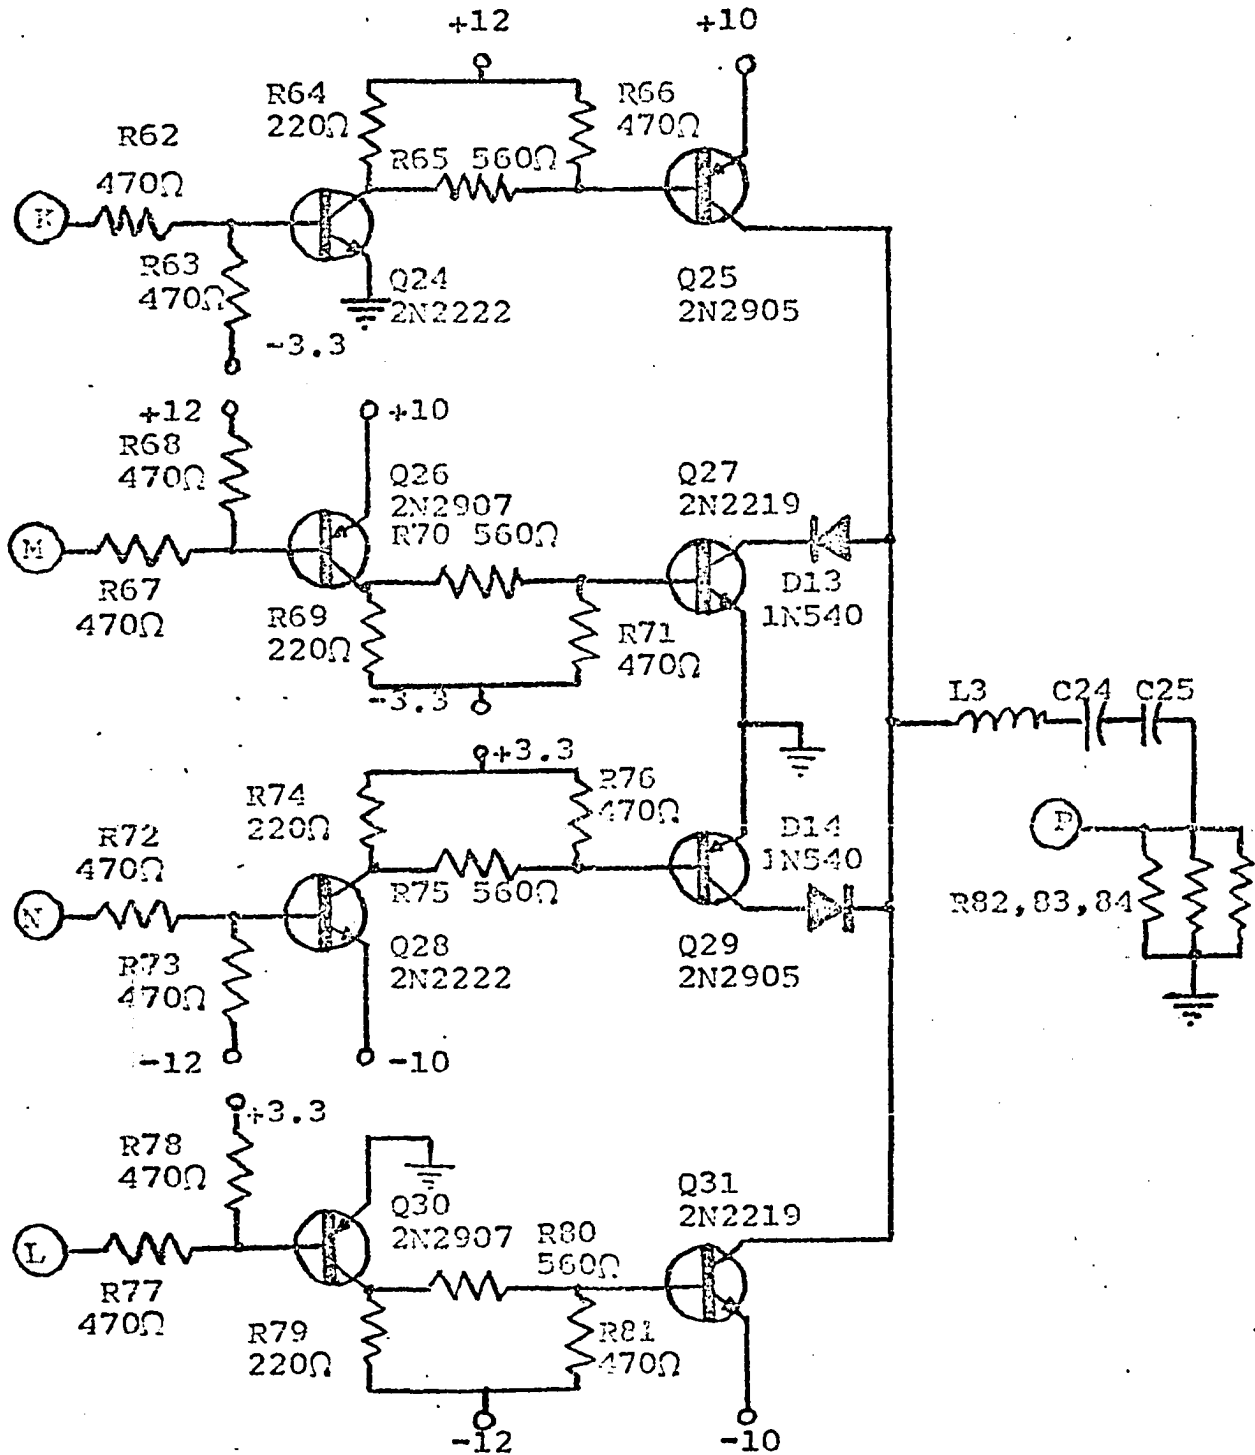 +12
+10
R64
220Ω
R66
470Ω
R62
470Ω
R65 560Ω
K
R63
470Ω
Q24
2N2222
Q25
2N2905
-3.3
+12
+10
R68
470Ω
Q26
2N2907
Q27
2N2219
R70 560Ω
M
R67
470Ω
R69
220Ω
D13
1N540
R71
470Ω
-3.3
L3
C24
C25
+3.3
R74
220Ω
R76
470Ω
D14
1N540
P
R72
470Ω
R75 560Ω
R82,83,84
N
R73
470Ω
Q28
2N2222
Q29
2N2905
-12
-10
+3.3
R78
470Ω
Q30
2N2907
Q31
2N2219
R80
560Ω
L
R77
470Ω
R79
220Ω
R81
470Ω
-12
-10